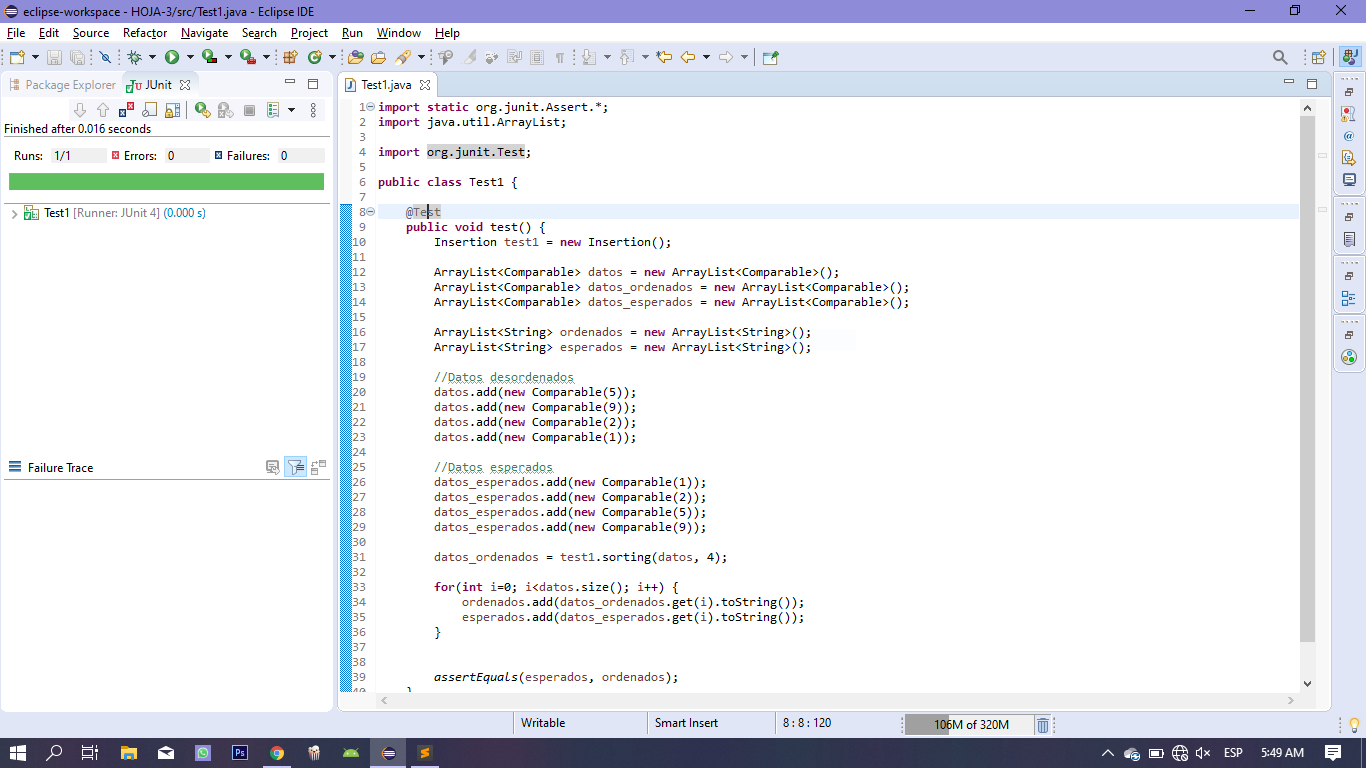 eclipse-workspace - HOJA-3/src/Test1.java - Eclipse IDE
File Edit Source Refactor Navigate Search Project Run Window Help
Package Explorer JUnit
Finished after 0.016 seconds
Runs: 1/1 Errors: 0 Failures: 0
Test1 [Runner: JUnit 4] (0.000 s)
Failure Trace
Test1.java
1 import static org.junit.Assert.*;
2 import java.util.ArrayList;
3
4 import org.junit.Test;
5
6 public class Test1 {
7
8 @Test
9 public void test() {
10 Insertion test1 = new Insertion();
11
12 ArrayList<Comparable> datos = new ArrayList<Comparable>();
13 ArrayList<Comparable> datos_ordenados = new ArrayList<Comparable>();
14 ArrayList<Comparable> datos_esperados = new ArrayList<Comparable>();
15
16 ArrayList<String> ordenados = new ArrayList<String>();
17 ArrayList<String> esperados = new ArrayList<String>();
18
19 //Datos desordenados
20 datos.add(new Comparable(5));
21 datos.add(new Comparable(9));
22 datos.add(new Comparable(2));
23 datos.add(new Comparable(1));
24
25 //Datos esperados
26 datos_esperados.add(new Comparable(1));
27 datos_esperados.add(new Comparable(2));
28 datos_esperados.add(new Comparable(5));
29 datos_esperados.add(new Comparable(9));
30
31 datos_ordenados = test1.sorting(datos, 4);
32
33 for(int i=0; i<datos.size(); i++) {
34 ordenados.add(datos_ordenados.get(i).toString());
35 esperados.add(datos_esperados.get(i).toString());
36 }
37
38
39 assertEquals(esperados, ordenados);
40 }
Writable Smart Insert 8 : 8 : 120 106M of 320M
Ps ESP 5:49 AM